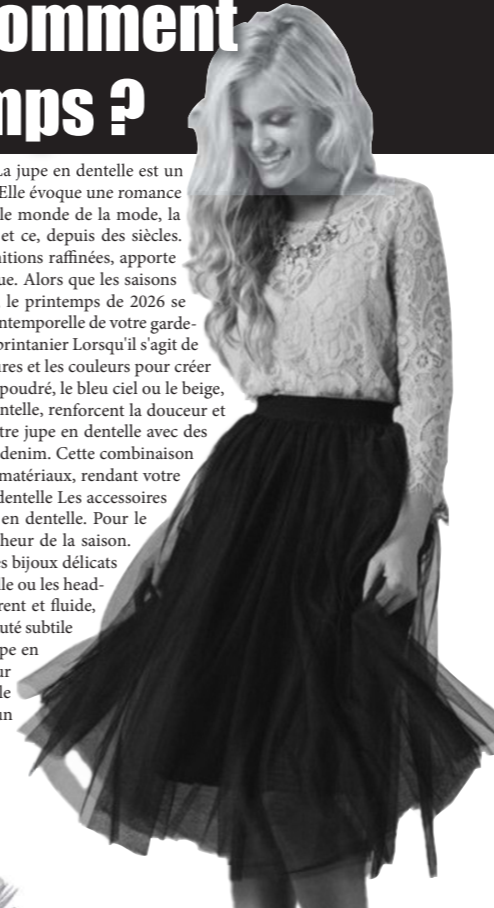 omment
mps ?
La jupe en dentelle est un
Elle évoque une romance
le monde de la mode, la
et ce, depuis des siècles.
nitions raffinées, apporte
ue. Alors que les saisons
le printemps de 2026 se
ntemporelle de votre garde-
printanier Lorsqu'il s'agit de
ures et les couleurs pour créer
poudré, le bleu ciel ou le beige,
ntelle, renforcent la douceur et
tre jupe en dentelle avec des
denim. Cette combinaison
matériaux, rendant votre
dentelle Les accessoires
en dentelle. Pour le
heur de la saison.
es bijoux délicats
lle ou les head-
rent et fluide,
uté subtile
pe en
ur
le
un